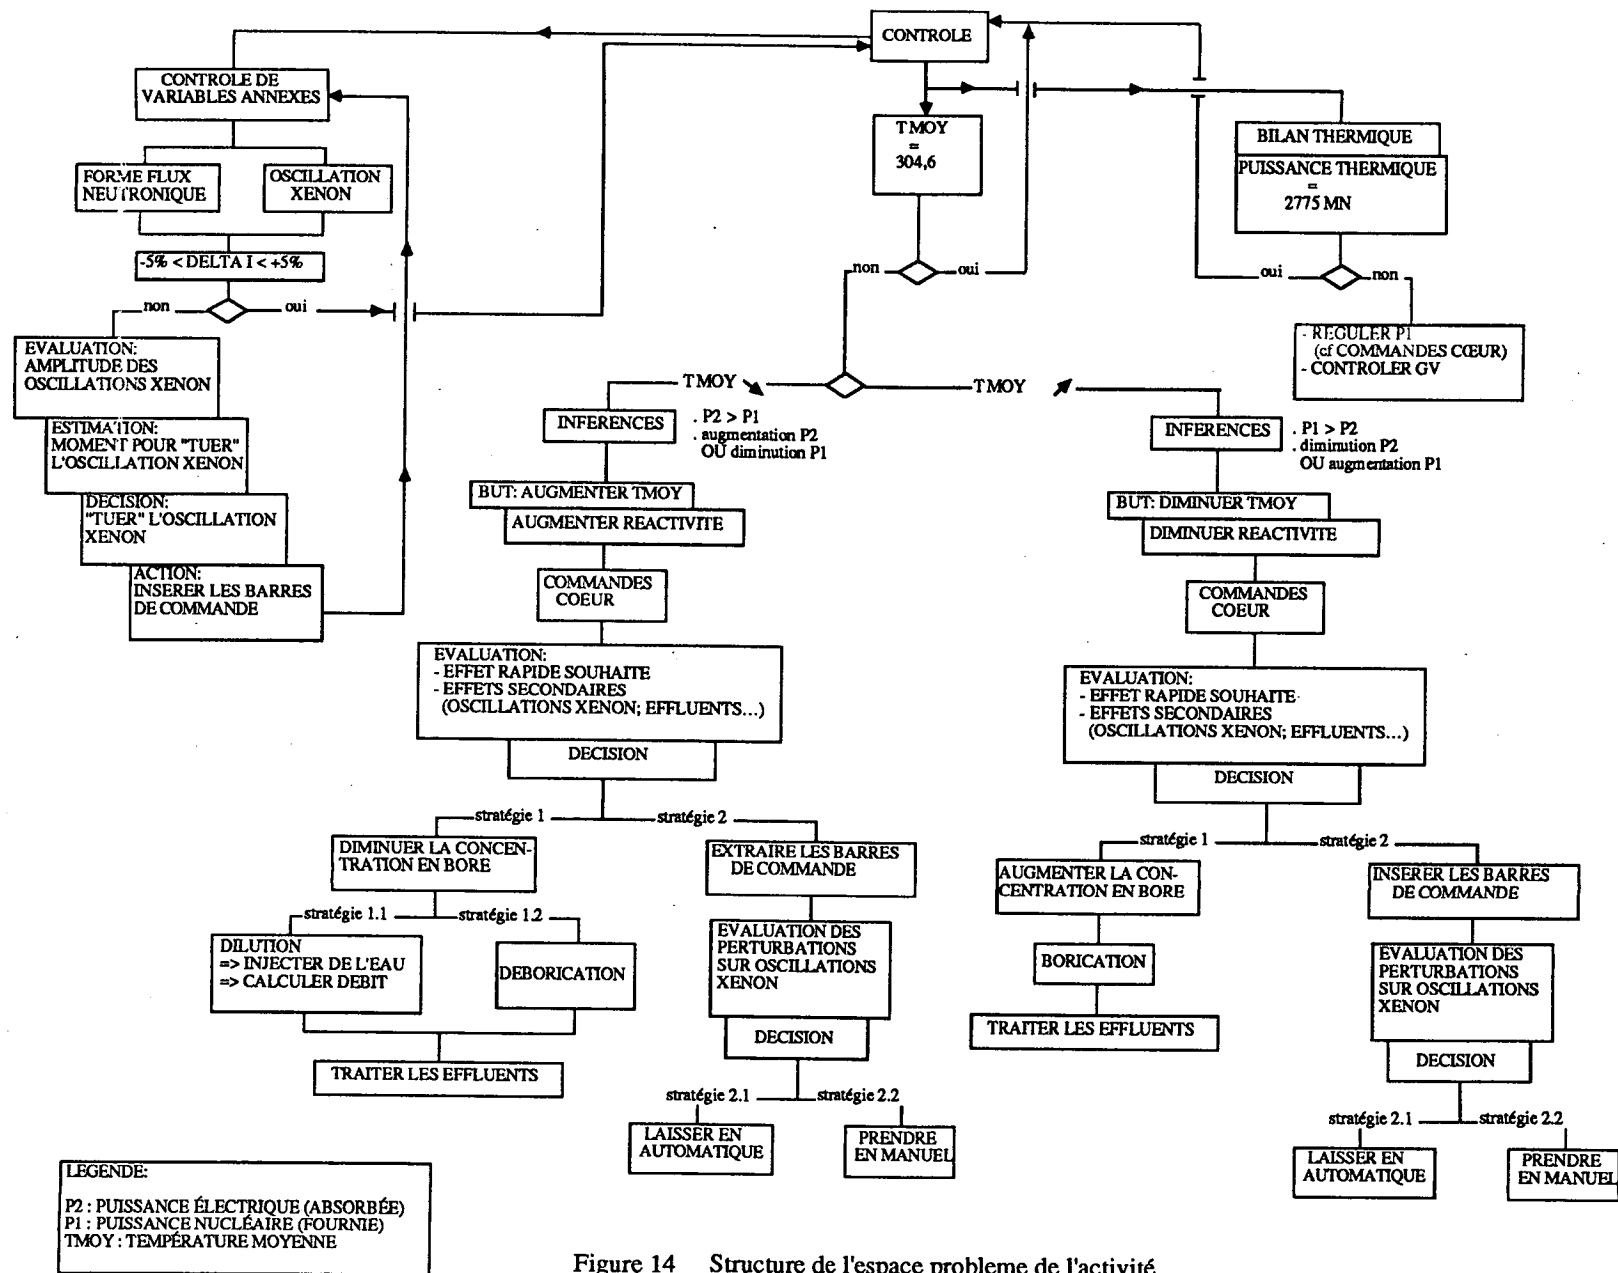 CONTROLE
CONTROLE DE
VARIABLES ANNEXES
FORME FLUX
NEUTRONIQUE
OSCILLATION
XENON
-5% < DELTA I < +5%
non
oui
EVALUATION:
AMPLITUDE DES
OSCILLATIONS XENON
ESTIMATION:
MOMENT POUR "TUER"
L'OSCILLATION XENON
DECISION:
"TUER" L'OSCILLATION
XENON
ACTION:
INSERER LES BARRES
DE COMMANDE
TMOY
=
304,6
non
oui
BILAN THERMIQUE
PUISSANCE THERMIQUE
=
2775 MN
oui
non
- REGULER P1
(cf COMMANDES CŒUR)
- CONTROLER GV
TMOY
TMOY
INFERENCES
. P2 > P1
. augmentation P2
OU diminution P1
BUT: AUGMENTER TMOY
AUGMENTER REACTIVITE
COMMANDES
COEUR
EVALUATION:
- EFFET RAPIDE SOUHAITE
- EFFETS SECONDAIRES
(OSCILLATIONS XENON; EFFLUENTS...)
DECISION
stratégie 1
stratégie 2
DIMINUER LA CONCEN-
TRATION EN BORE
stratégie 1.1
stratégie 1.2
DILUTION
=> INJECTER DE L'EAU
=> CALCULER DEBIT
DEBORICATION
TRAITER LES EFFLUENTS
EXTRAIRE LES BARRES
DE COMMANDE
EVALUATION DES
PERTURBATIONS
SUR OSCILLATIONS
XENON
DECISION
stratégie 2.1
stratégie 2.2
LAISSER EN
AUTOMATIQUE
PRENDRE
EN MANUEL
INFERENCES
. P1 > P2
. diminution P2
OU augmentation P1
BUT: DIMINUER TMOY
DIMINUER REACTIVITE
COMMANDES
COEUR
EVALUATION:
- EFFET RAPIDE SOUHAITE
- EFFETS SECONDAIRES
(OSCILLATIONS XENON; EFFLUENTS...)
DECISION
stratégie 1
stratégie 2
AUGMENTER LA CON-
CENTRATION EN BORE
BORICATION
TRAITER LES EFFLUENTS
INSERER LES BARRES
DE COMMANDE
EVALUATION DES
PERTURBATIONS
SUR OSCILLATIONS
XENON
DECISION
stratégie 2.1
stratégie 2.2
LAISSER EN
AUTOMATIQUE
PRENDRE
EN MANUEL
LEGENDE:
P2 : PUISSANCE ÉLECTRIQUE (ABSORBÉE)
P1 : PUISSANCE NUCLÉAIRE (FOURNIE)
TMOY : TEMPÉRATURE MOYENNE
Figure 14 Structure de l'espace probleme de l'activité